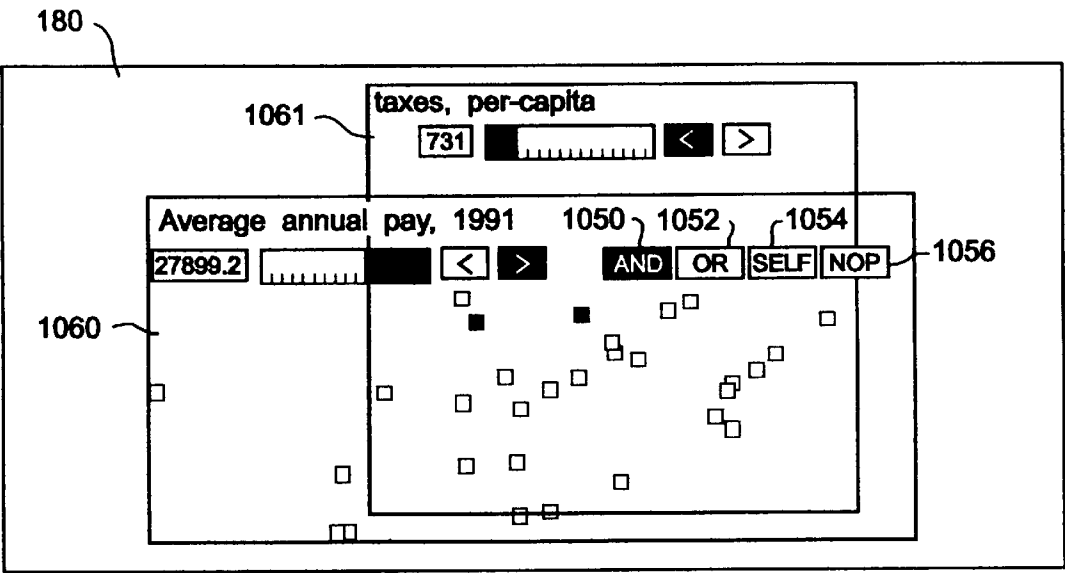 180
1061
taxes, per-capita
731 < >
Average annual pay, 1991
1050 1052 1054
27899.2 < > AND OR SELF NOP
1056
1060